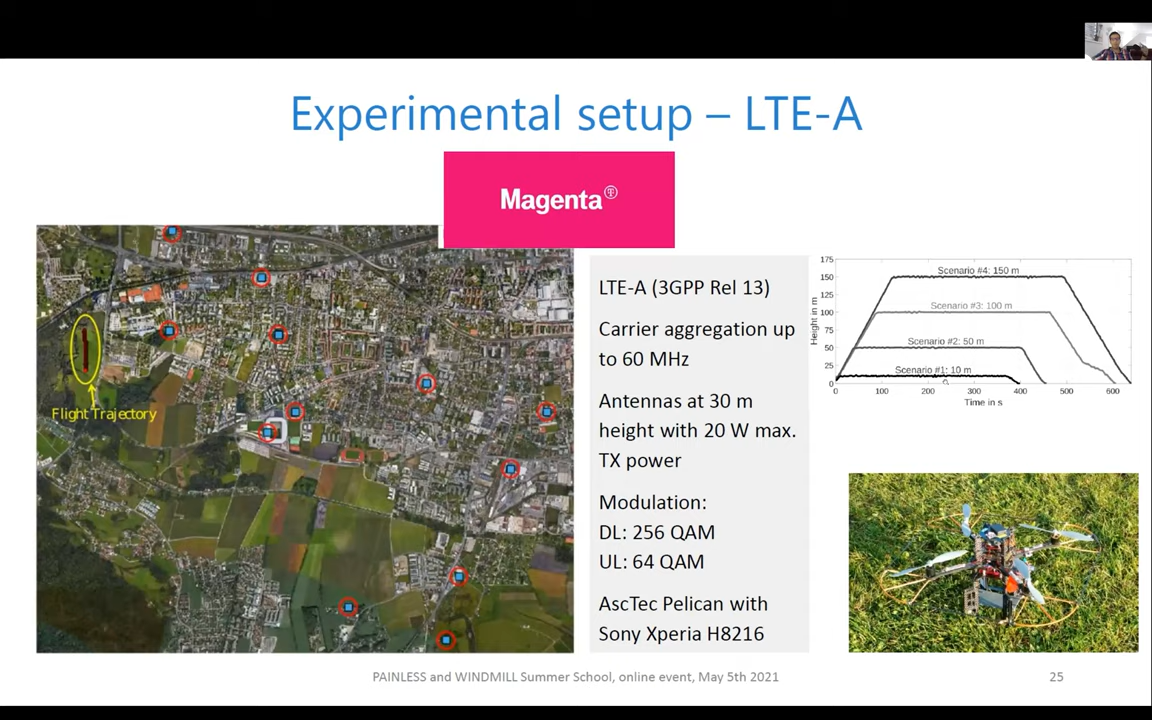 Experimental setup – LTE-A
Magenta
T
Flight Trajectory
LTE-A (3GPP Rel 13)
Carrier aggregation up
to 60 MHz
Antennas at 30 m
height with 20 W max.
TX power
Modulation:
DL: 256 QAM
UL: 64 QAM
AscTec Pelican with
Sony Xperia H8216
Height in m
175
150
125
100
75
50
25
0
Scenario #4: 150 m
Scenario #3: 100 m
Scenario #2: 50 m
Scenario #1: 10 m
0 100 200 300 400 500 600
Time in s
PAINLESS and WINDMILL Summer School, online event, May 5th 2021
25